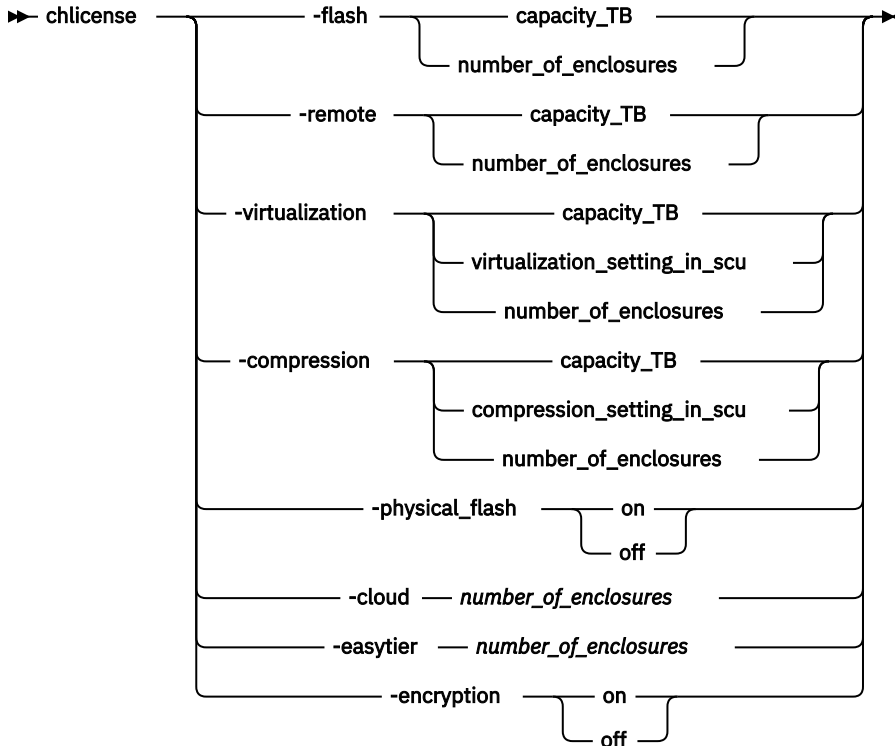 chlicense -flash capacity_TB
number_of_enclosures
-remote capacity_TB
number_of_enclosures
-virtualization capacity_TB
virtualization_setting_in_scu
number_of_enclosures
-compression capacity_TB
compression_setting_in_scu
number_of_enclosures
-physical_flash on
off
-cloud number_of_enclosures
-easytier number_of_enclosures
-encryption on
off